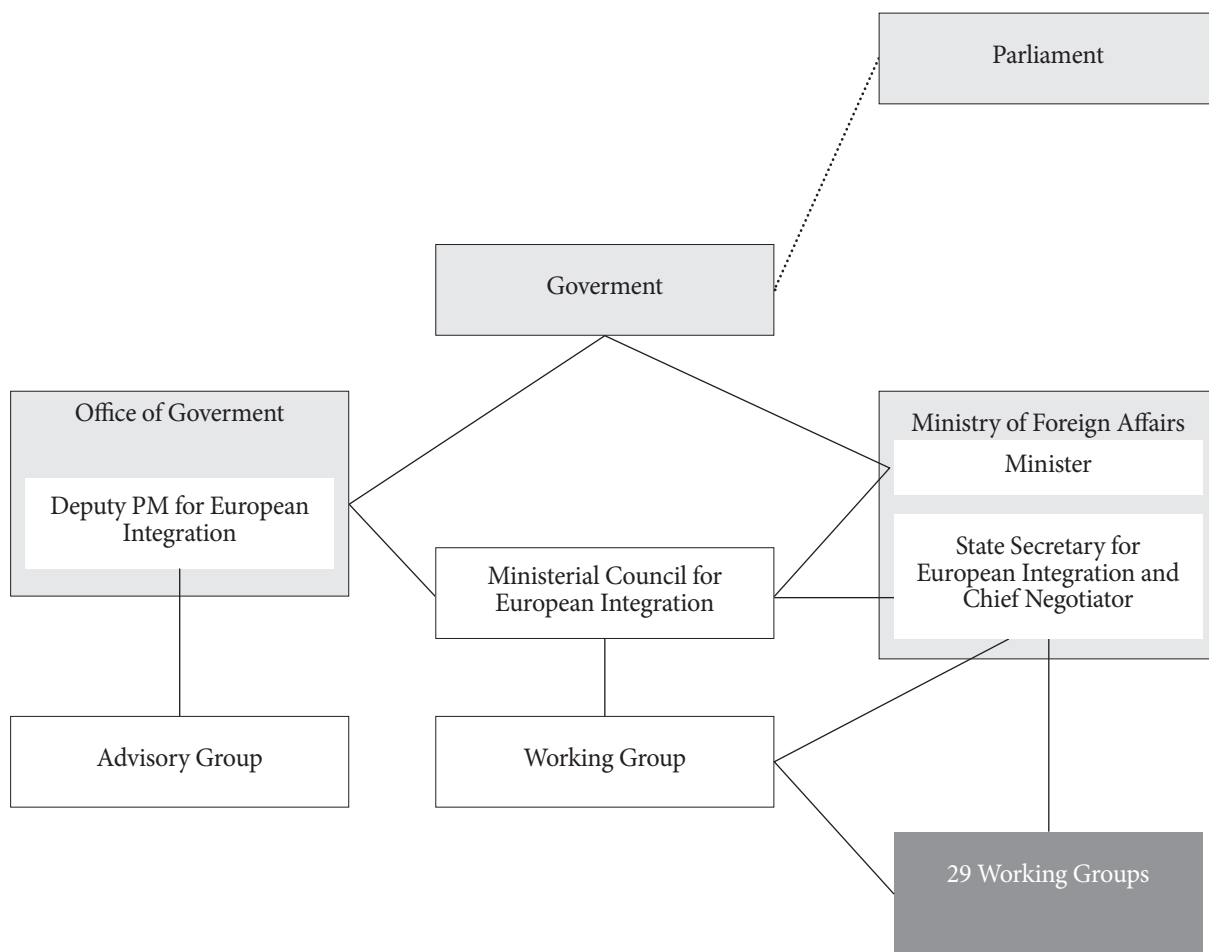 Parliament
Goverment
Office of Goverment
Deputy PM for European
Integration
Ministerial Council for
European Integration
Ministry of Foreign Affairs
Minister
State Secretary for
European Integration and
Chief Negotiator
Advisory Group
Working Group
29 Working Groups